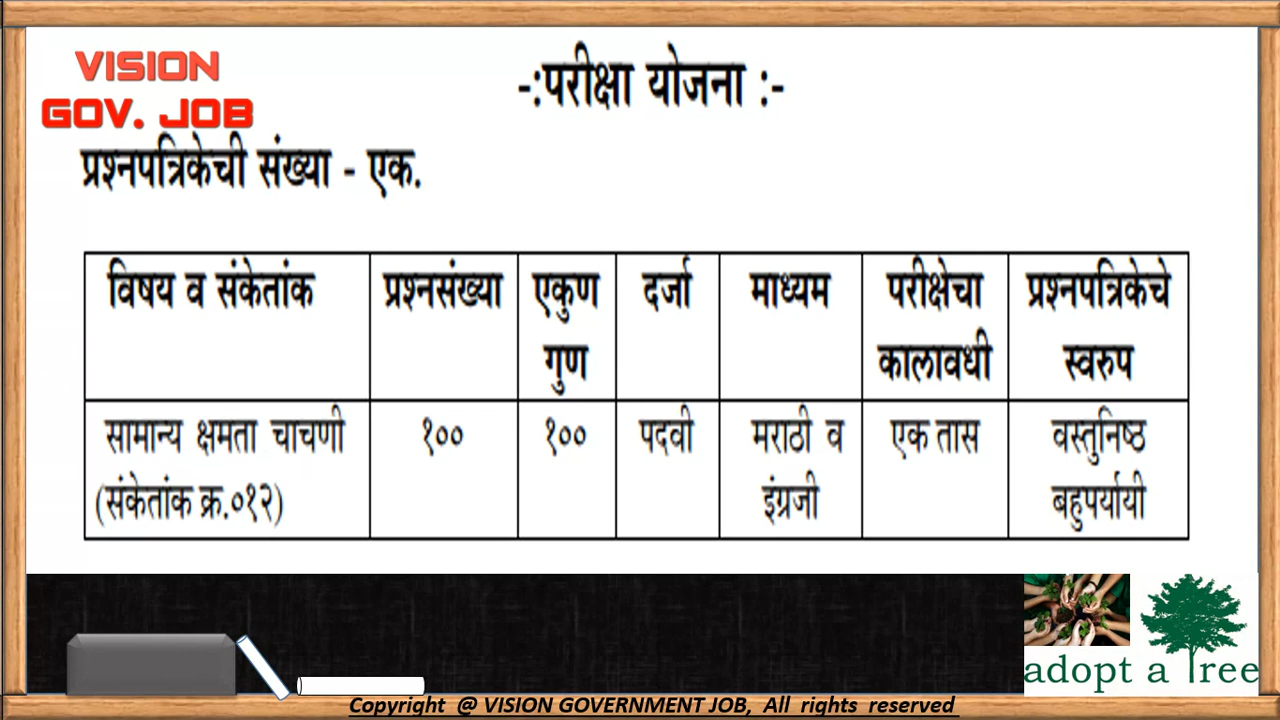 VISION
GOV. JOB
-:परीक्षा योजना :-
प्रश्नपत्रिकेची संख्या - एक.
विषय व संकेतांक प्रश्नसंख्या एकुण गुण दर्जा माध्यम परीक्षेचा कालावधी प्रश्नपत्रिकेचे स्वरुप
सामान्य क्षमता चाचणी (संकेतांक क्र.०१२) १०० १०० पदवी मराठी व इंग्रजी एक तास वस्तुनिष्ठ बहुपर्यायी
adopt a Tree
Copyright @ VISION GOVERNMENT JOB, All rights reserved